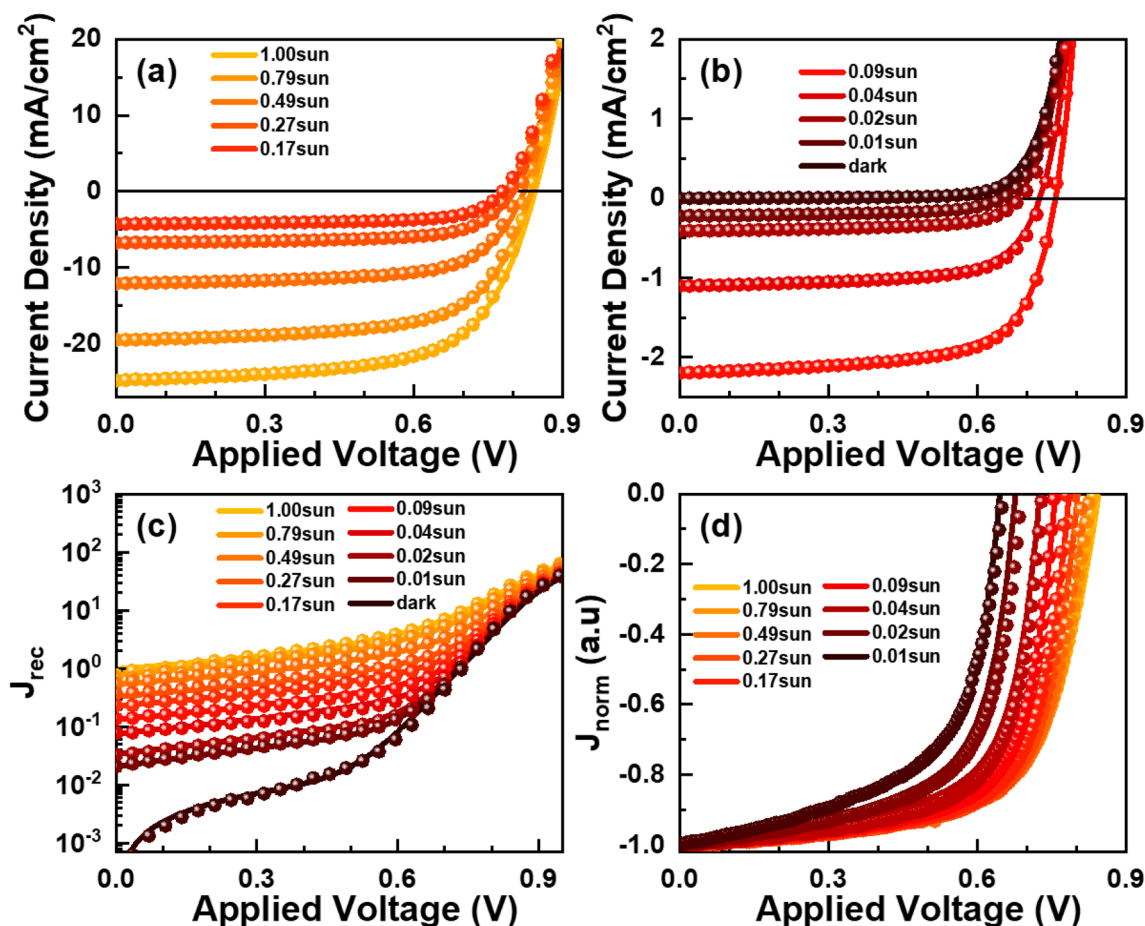 Current Density (mA/cm²)
20
10
0
-10
-20
(a)
1.00sun
0.79sun
0.49sun
0.27sun
0.17sun
0.0 0.3 0.6 0.9
Applied Voltage (V)
Current Density (mA/cm²)
2
1
0
-1
-2
(b)
0.09sun
0.04sun
0.02sun
0.01sun
dark
0.0 0.3 0.6 0.9
Applied Voltage (V)
J_rec
10³
10²
10¹
10⁰
10⁻¹
10⁻²
10⁻³
(c)
1.00sun 0.09sun
0.79sun 0.04sun
0.49sun 0.02sun
0.27sun 0.01sun
0.17sun dark
0.0 0.3 0.6 0.9
Applied Voltage (V)
J_norm (a.u)
0.0
-0.2
-0.4
-0.6
-0.8
-1.0
(d)
1.00sun 0.09sun
0.79sun 0.04sun
0.49sun 0.02sun
0.27sun 0.01sun
0.17sun
0.0 0.3 0.6 0.9
Applied Voltage (V)